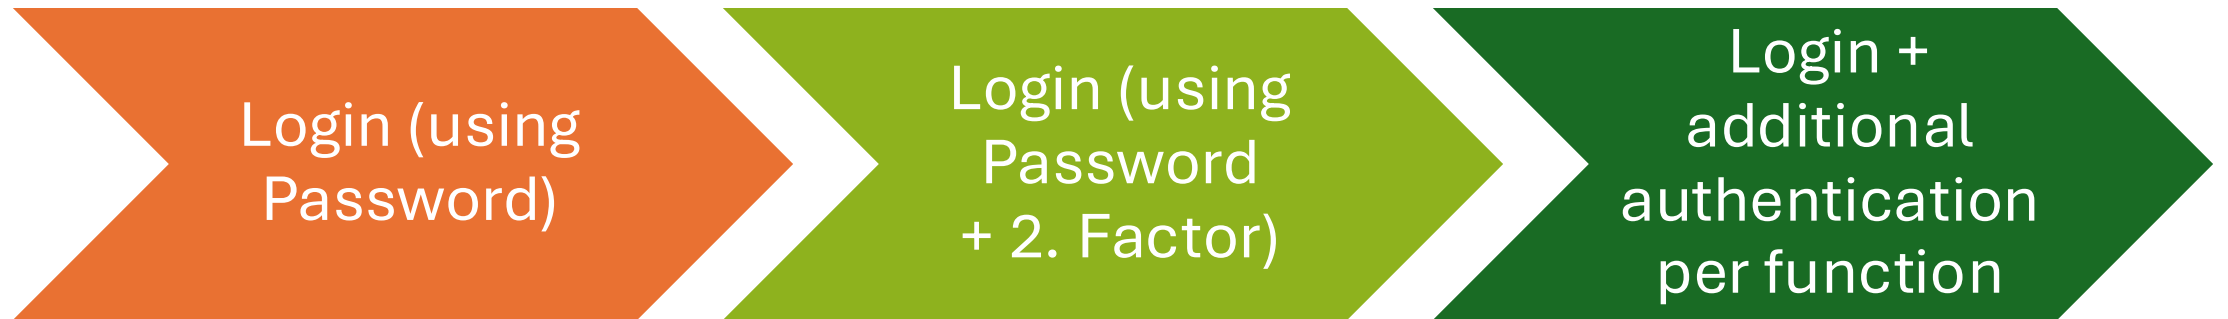 Login (using
Password)
Login (using
Password
+ 2. Factor)
Login +
additional
authentication
per function